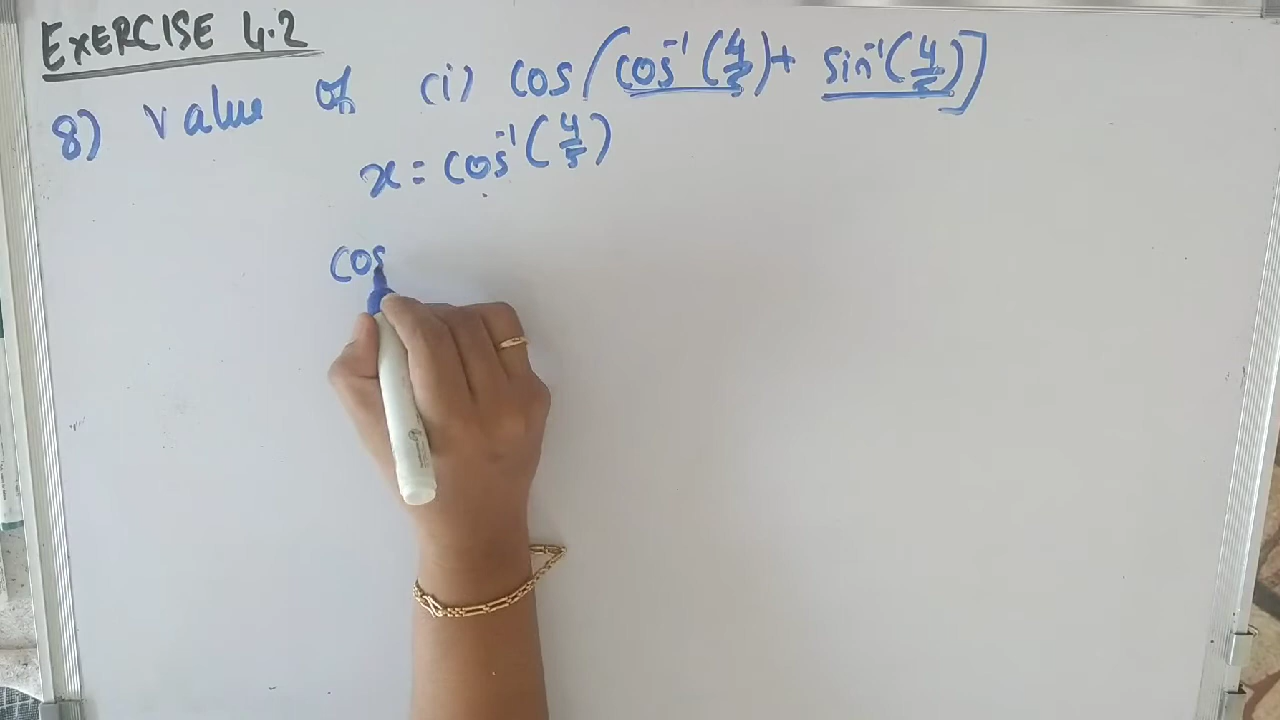 EXERCISE 4.2
8) value of (i) cos(cos⁻¹(4/5)+ sin⁻¹(4/5)]
x = cos⁻¹(4/5)
cos